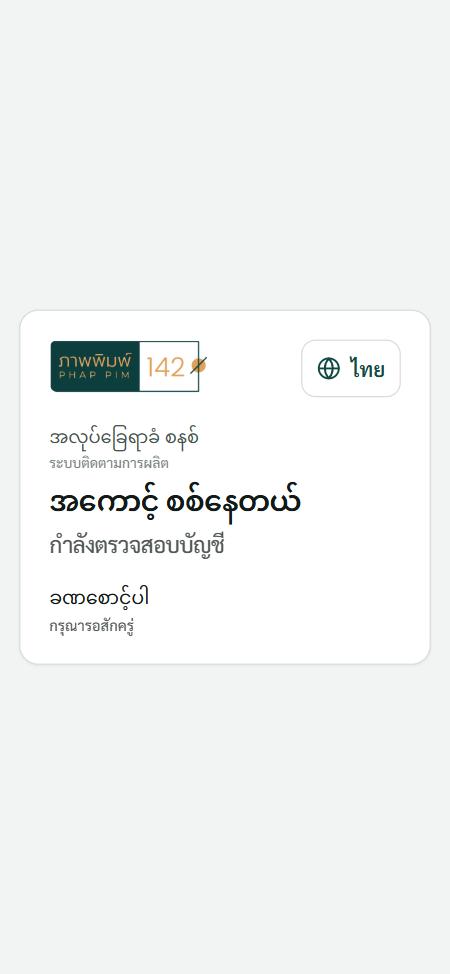 ภาพพิมพ์
PHAP PIM
142
ไทย
အလုပ်ခြေရာခံ စနစ်
ระบบติดตามการผลิต
အကောင့် စစ်နေတယ်
กำลังตรวจสอบบัญชี
ခဏစောင့်ပါ
กรุณารอสักครู่